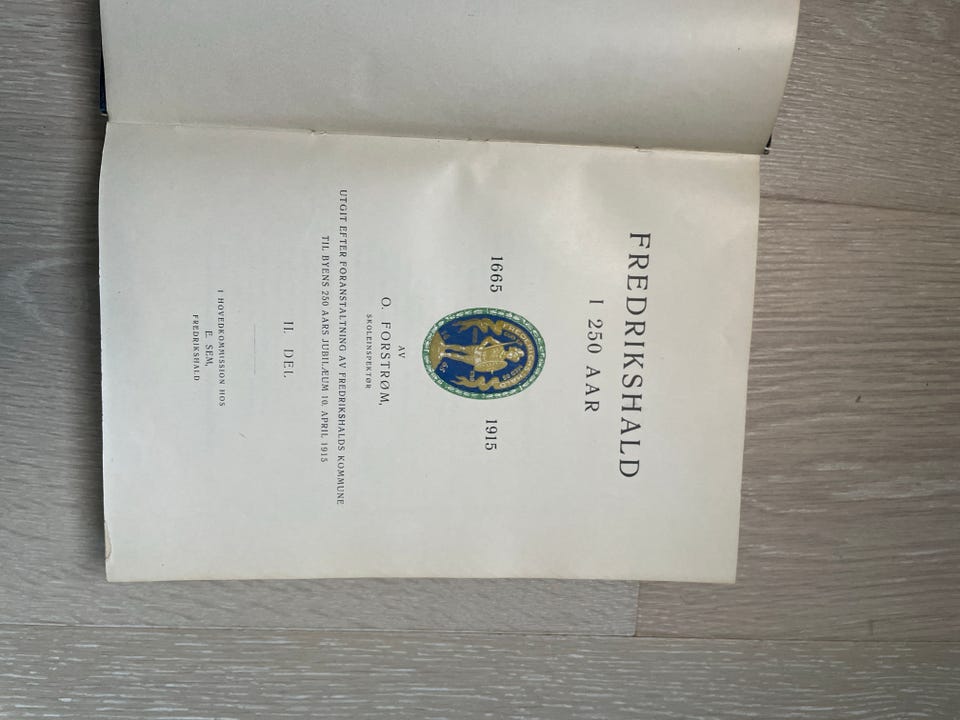 FREDRIKSHALD
I 250 AAR
1665 1915
AV
O. FORSTRØM,
SKOLEINSPEKTØR
UTGIT EFTER FORANSTALTNING AV FREDRIKSHALDS KOMMUNE
TIL BYENS 250 AARS JUBILÆUM 10. APRIL 1915
II. DEL
I HOVEDKOMMISSION HOS
E. SEM,
FREDRIKSHALD